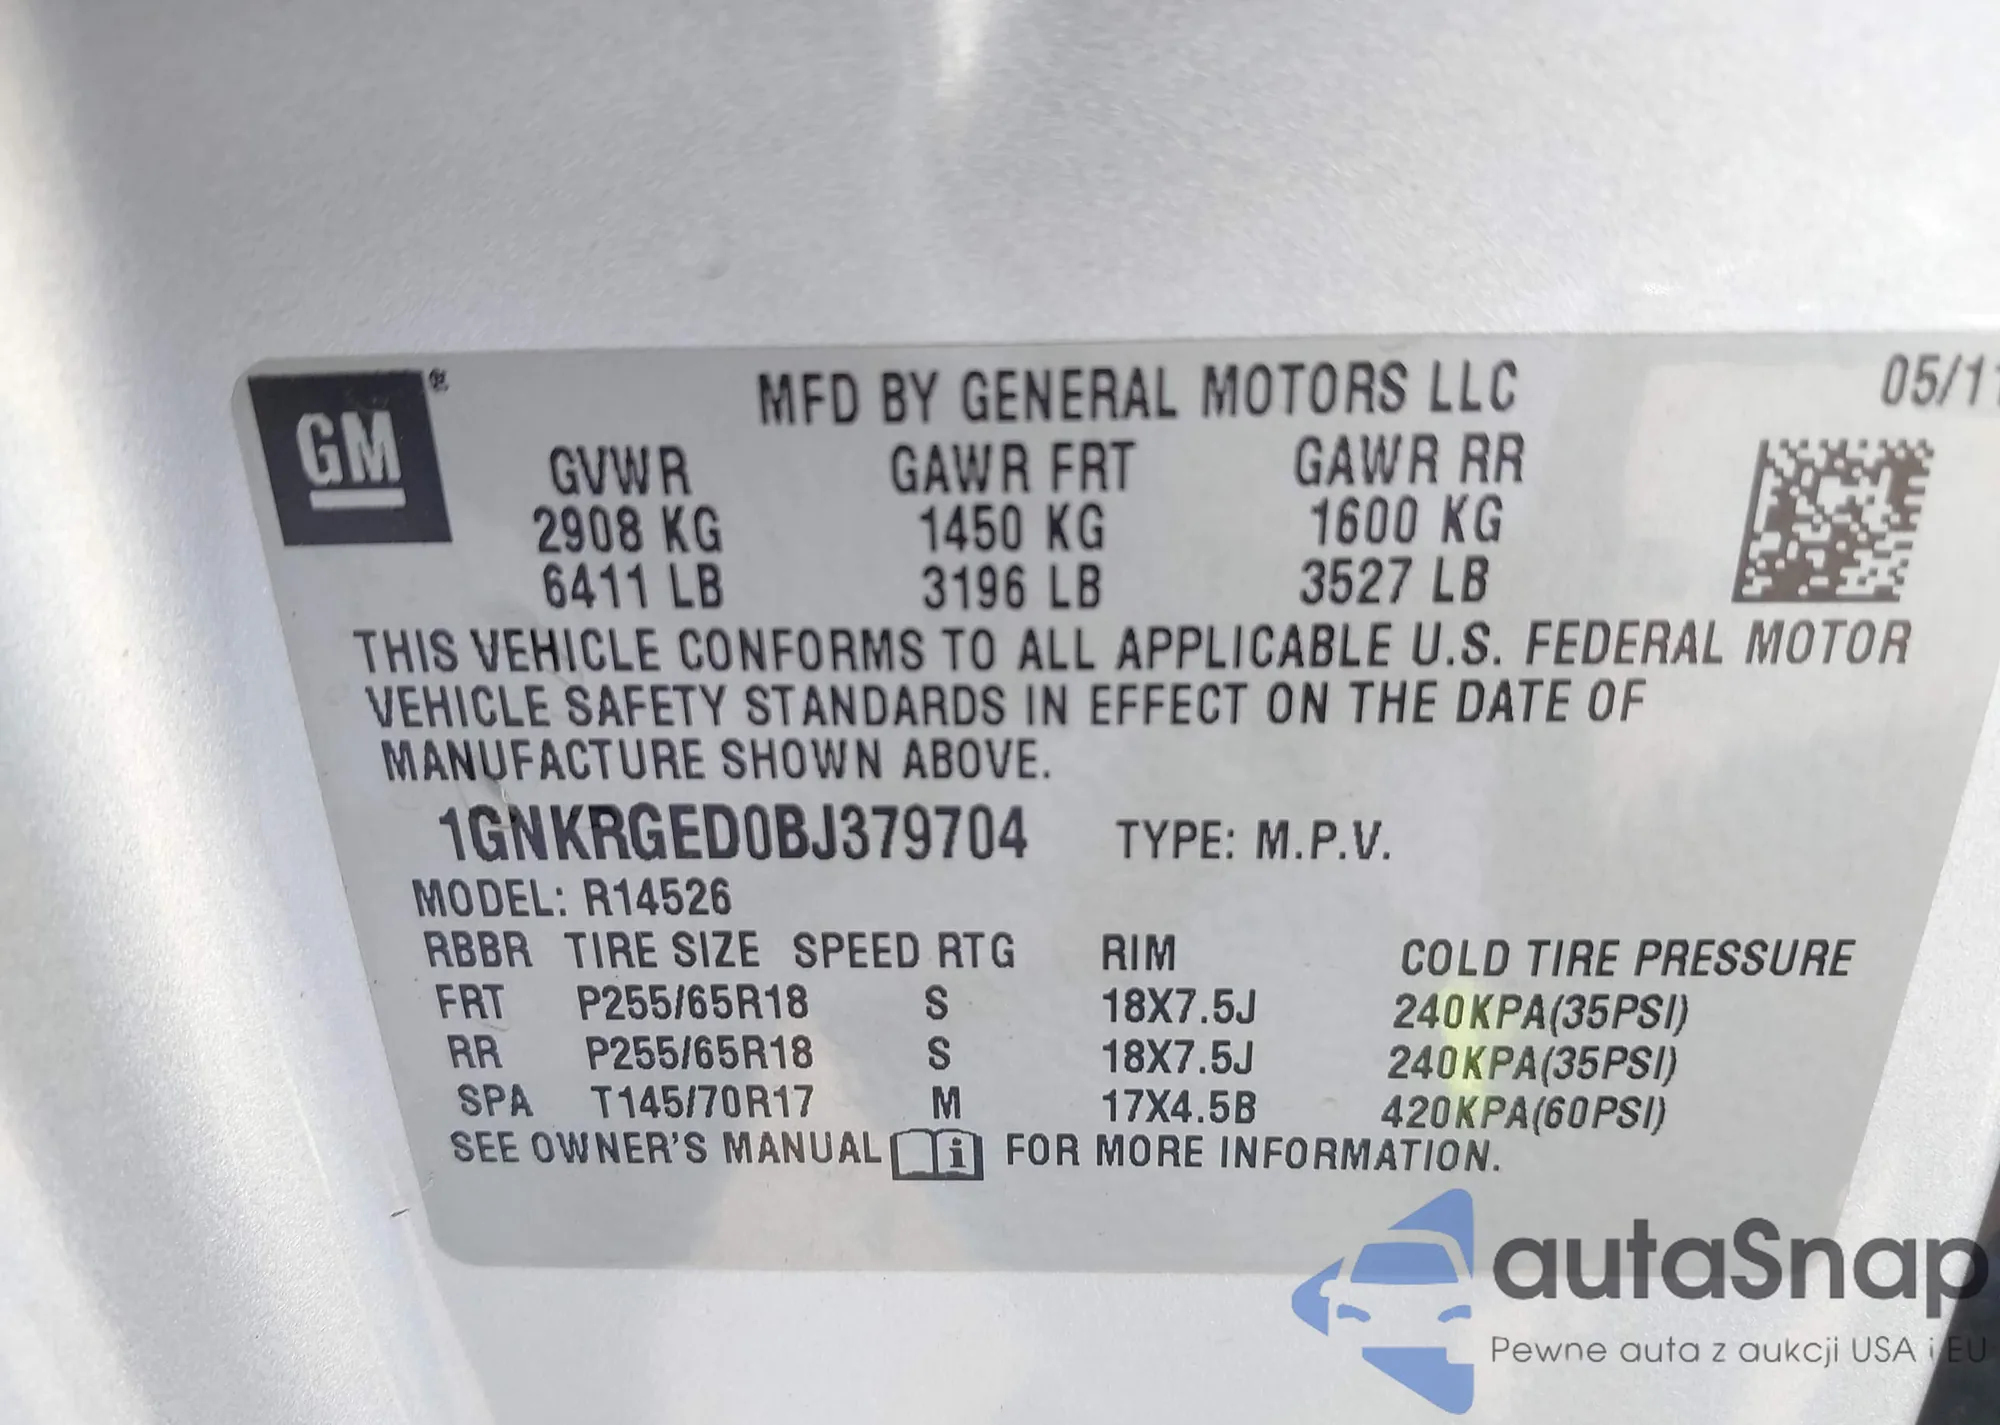 GM ®
MFD BY GENERAL MOTORS LLC 05/11
GVWR GAWR FRT GAWR RR
2908 KG 1450 KG 1600 KG
6411 LB 3196 LB 3527 LB
THIS VEHICLE CONFORMS TO ALL APPLICABLE U.S. FEDERAL MOTOR
VEHICLE SAFETY STANDARDS IN EFFECT ON THE DATE OF
MANUFACTURE SHOWN ABOVE.
1GNKRGED0BJ379704 TYPE: M.P.V.
MODEL: R14526
RBBR TIRE SIZE SPEED RTG RIM COLD TIRE PRESSURE
FRT P255/65R18 S 18X7.5J 240KPA(35PSI)
RR P255/65R18 S 18X7.5J 240KPA(35PSI)
SPA T145/70R17 M 17X4.5B 420KPA(60PSI)
SEE OWNER'S MANUAL i FOR MORE INFORMATION.
autaSnap
Pewne auta z aukcji USA i EU